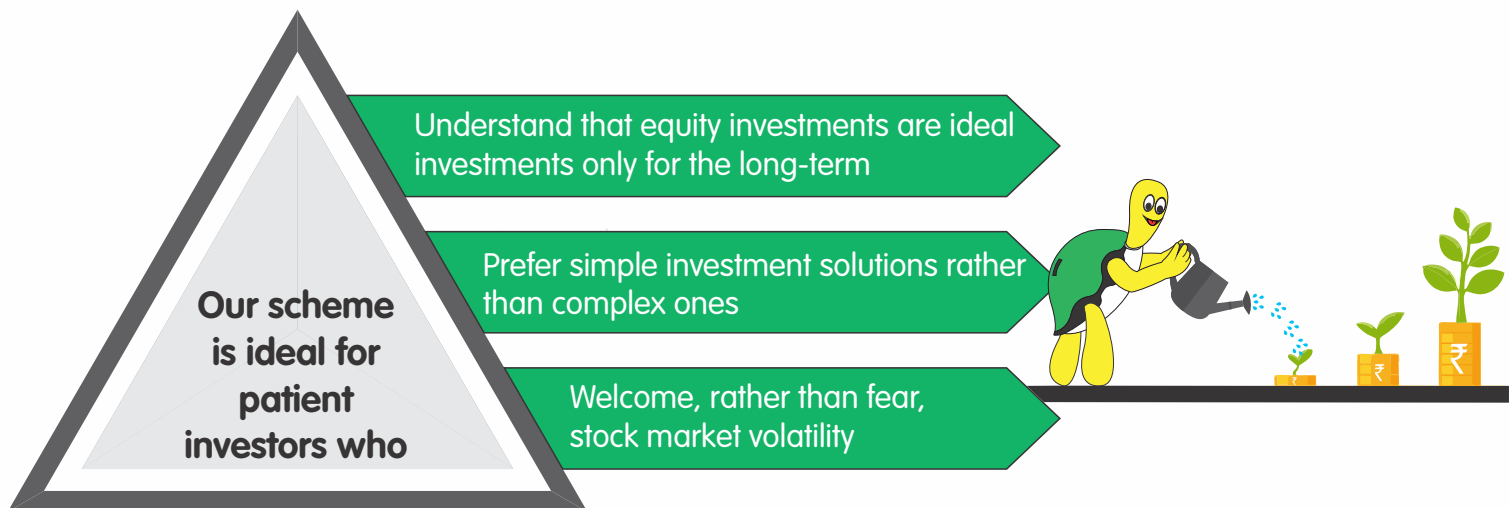 Our scheme
is ideal for
patient
investors who
Understand that equity investments are ideal
investments only for the long-term
Prefer simple investment solutions rather
than complex ones
Welcome, rather than fear,
stock market volatility
₹
₹
₹